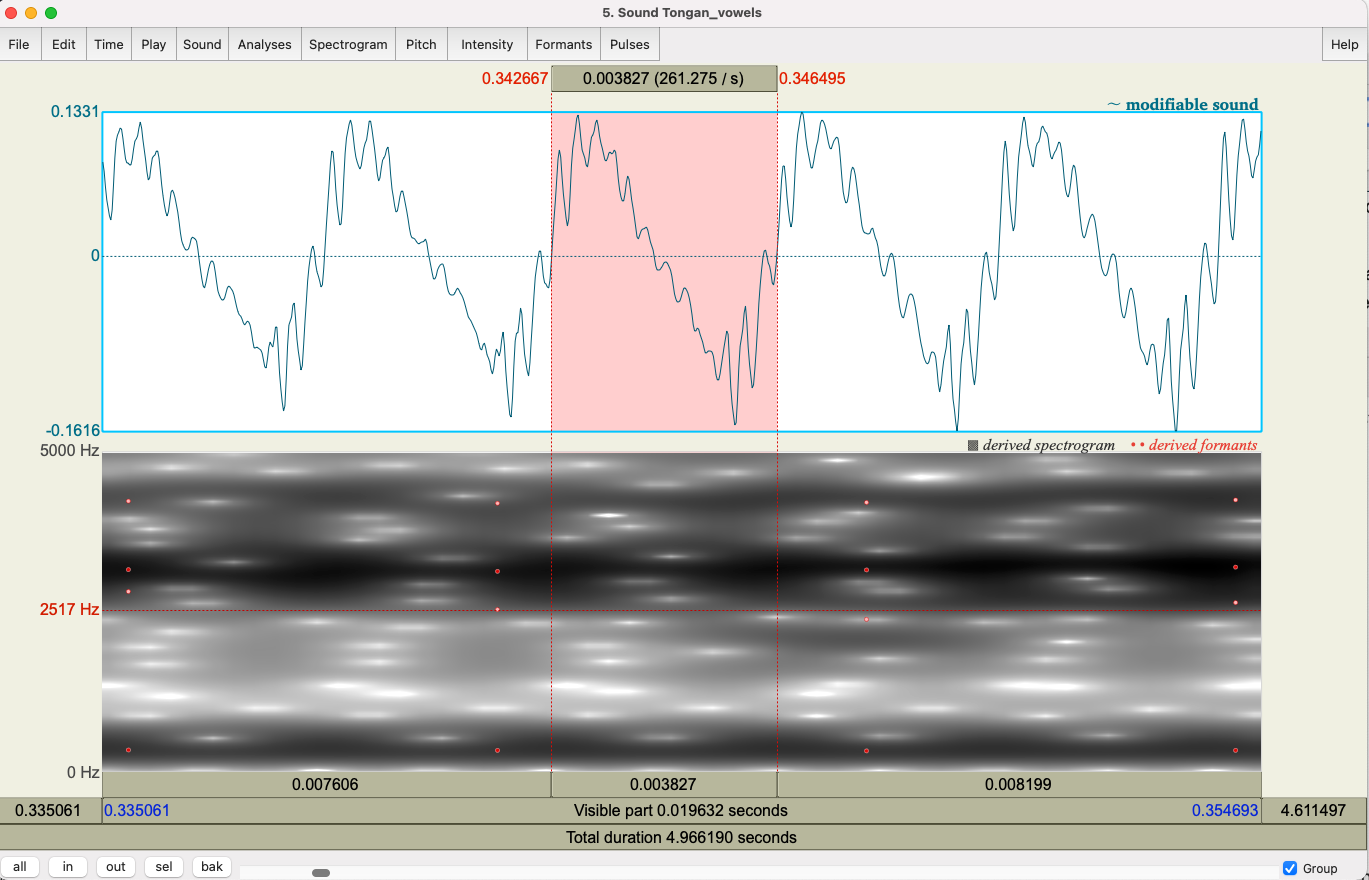 5. Sound Tongan_vowels
File Edit Time Play Sound Analyses Spectrogram Pitch Intensity Formants Pulses Help
0.342667 0.003827 (261.275 / s) 0.346495
~ modifiable sound
0.1331
0
-0.1616
5000 Hz
derived spectrogram •• derived formants
2517 Hz
0 Hz
0.007606 0.003827 0.008199
0.335061 0.335061 Visible part 0.019632 seconds 0.354693 4.611497
Total duration 4.966190 seconds
all in out sel bak Group